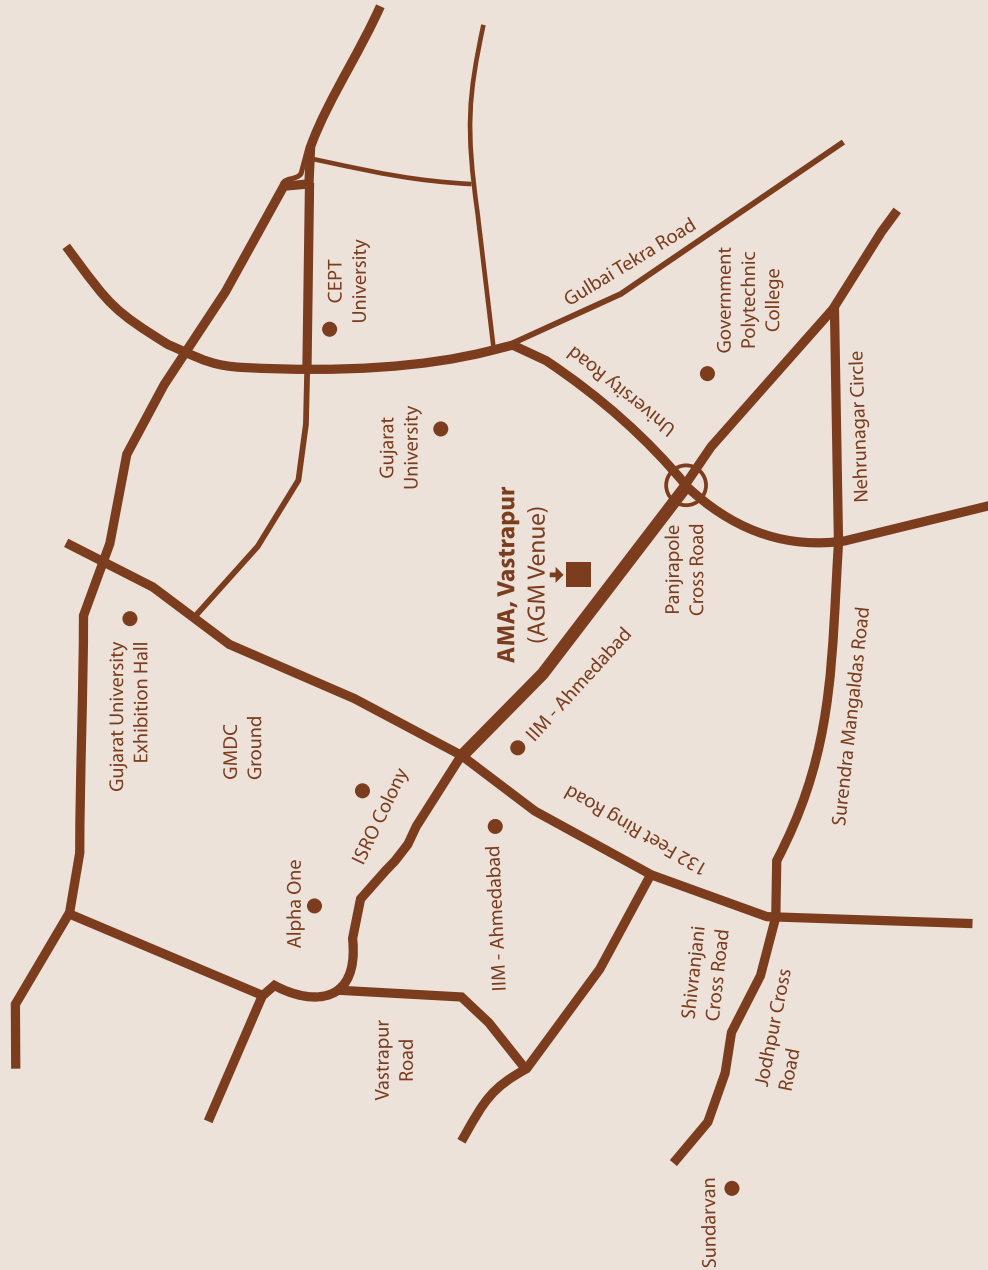 Gujarat University
Exhibition Hall
GMDC
Ground
Alpha One
ISRO Colony
Vastrapur
Road
CEPT
University
Gujarat
University
AMA, Vastrapur
(AGM Venue)
IIM - Ahmedabad
IIM - Ahmedabad
132 Feet Ring Road
Gulbai Tekra Road
University Road
Government
Polytechnic
College
Panjrapole
Cross Road
Nehrunagar Circle
Surendra Mangaldas Road
Shivranjani
Cross Road
Jodhpur Cross
Road
Sundarvan